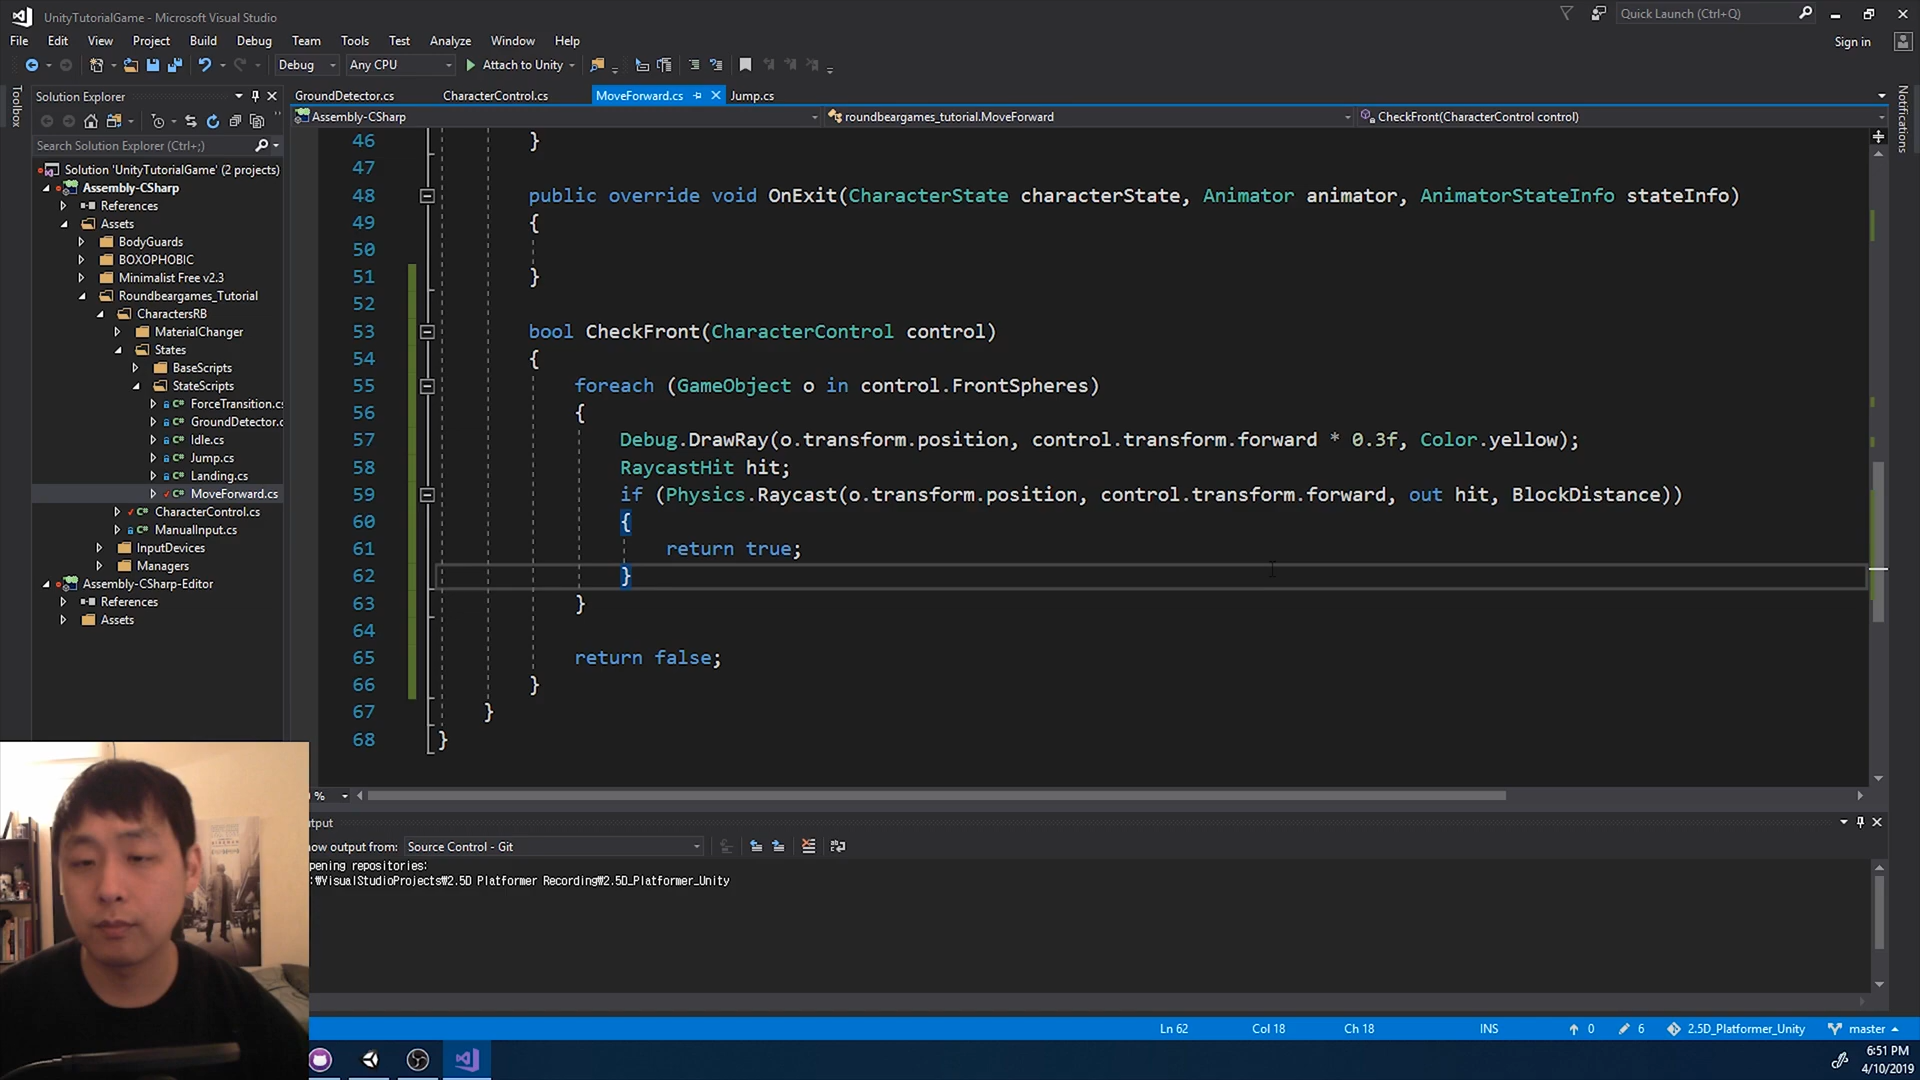 UnityTutorialGame - Microsoft Visual Studio
Quick Launch (Ctrl+Q)
File Edit View Project Build Debug Team Tools Test Analyze Window Help
Sign in
Debug Any CPU Attach to Unity
Toolbox
Solution Explorer
GroundDetector.cs CharacterControl.cs MoveForward.cs Jump.cs
Notifications
Assembly-CSharp roundbeargames_tutorial.MoveForward CheckFront(CharacterControl control)
Search Solution Explorer (Ctrl+;)
Solution 'UnityTutorialGame' (2 projects)
Assembly-CSharp
References
Assets
BodyGuards
BOXOPHOBIC
Minimalist Free v2.3
Roundbeargames_Tutorial
CharactersRB
MaterialChanger
States
BaseScripts
StateScripts
ForceTransition.cs
GroundDetector.c
Idle.cs
Jump.cs
Landing.cs
MoveForward.cs
CharacterControl.cs
ManualInput.cs
InputDevices
Managers
Assembly-CSharp-Editor
References
Assets
46 }
47
48 public override void OnExit(CharacterState characterState, Animator animator, AnimatorStateInfo stateInfo)
49 {
50
51 }
52
53 bool CheckFront(CharacterControl control)
54 {
55 foreach (GameObject o in control.FrontSpheres)
56 {
57 Debug.DrawRay(o.transform.position, control.transform.forward * 0.3f, Color.yellow);
58 RaycastHit hit;
59 if (Physics.Raycast(o.transform.position, control.transform.forward, out hit, BlockDistance))
60 {
61 return true;
62 }
63 }
64
65 return false;
66 }
67 }
68 }
%
tput
ow output from: Source Control - Git
pening repositories:
:₩VisualStudioProjects₩2.5D Platformer Recording₩2.5D_Platformer_Unity
Ln 62 Col 18 Ch 18 INS 0 6 2.5D_Platformer_Unity master
6:51 PM
4/10/2019